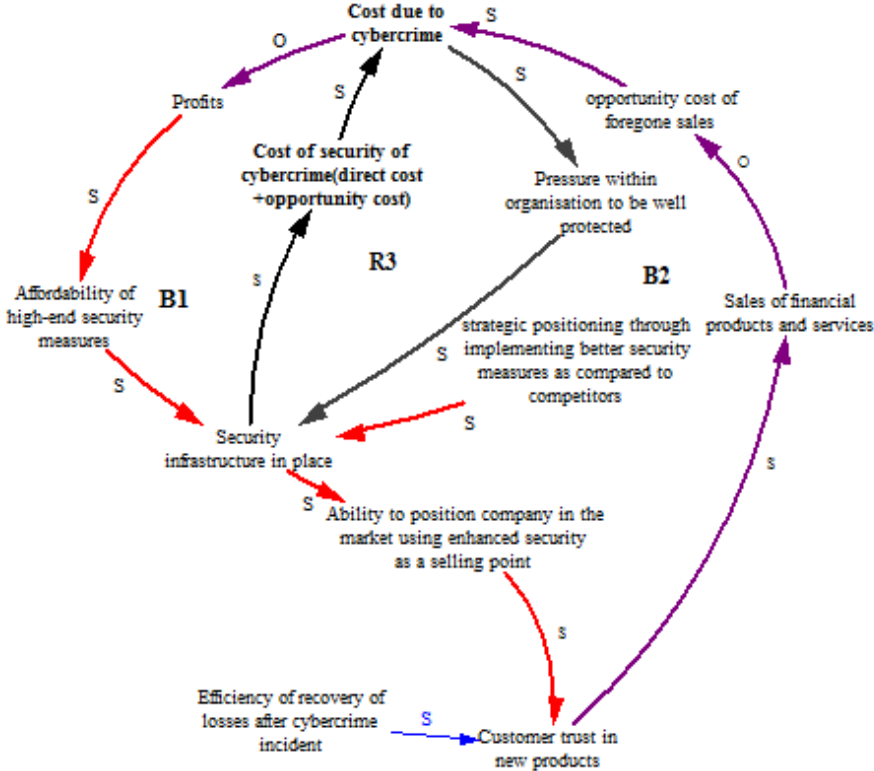 Cost due to
cybercrime
S
O
S
Profits
S
opportunity cost of
foregone sales
Cost of security of
cybercrime(direct cost
+opportunity cost)
Pressure within
organisation to be well
protected
O
S
R3
B2
s
Affordability of
high-end security
measures
B1
Sales of financial
products and services
strategic positioning through
implementing better security
measures as compared to
competitors
S
S
S
Security
infrastructure in place
s
S
Ability to position company in the
market using enhanced security
as a selling point
s
Efficiency of recovery of
losses after cybercrime
incident
S
Customer trust in
new products